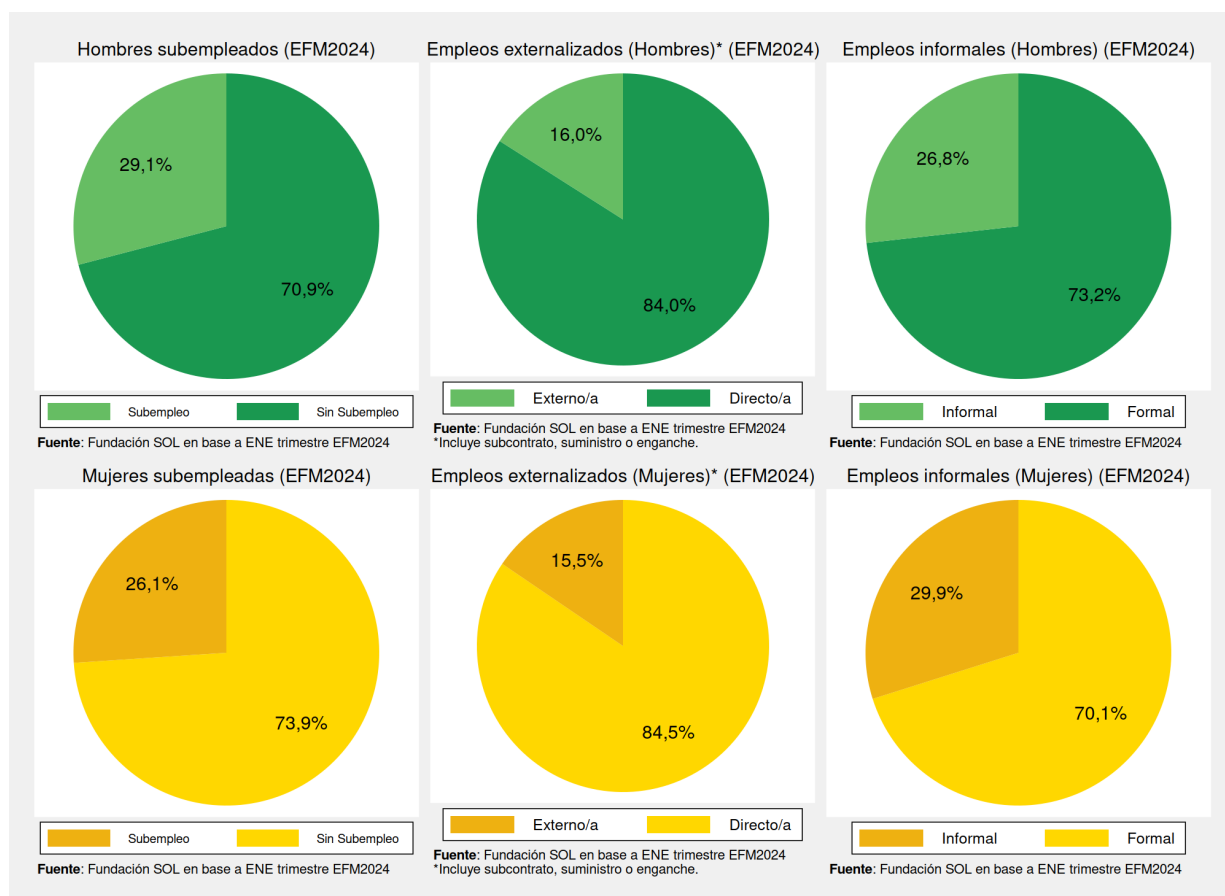 Hombres subempleados (EFM2024)
29,1%
70,9%
Subempleo Sin Subempleo
Fuente: Fundación SOL en base a ENE trimestre EFM2024
Empleos externalizados (Hombres)* (EFM2024)
16,0%
84,0%
Externo/a Directo/a
Fuente: Fundación SOL en base a ENE trimestre EFM2024
*Incluye subcontrato, suministro o enganche.
Empleos informales (Hombres) (EFM2024)
26,8%
73,2%
Informal Formal
Fuente: Fundación SOL en base a ENE trimestre EFM2024
Mujeres subempleadas (EFM2024)
26,1%
73,9%
Subempleo Sin Subempleo
Fuente: Fundación SOL en base a ENE trimestre EFM2024
Empleos externalizados (Mujeres)* (EFM2024)
15,5%
84,5%
Externo/a Directo/a
Fuente: Fundación SOL en base a ENE trimestre EFM2024
*Incluye subcontrato, suministro o enganche.
Empleos informales (Mujeres) (EFM2024)
29,9%
70,1%
Informal Formal
Fuente: Fundación SOL en base a ENE trimestre EFM2024